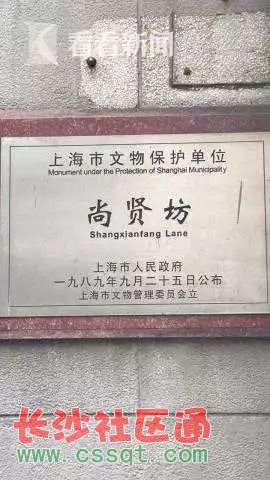 看看新闻
上海市文物保护单位
Monument under the Protection of Shanghai Municipality
尚贤坊
Shangxianfang Lane
上海市人民政府
一九八九年九月二十五日公布
上海市文物管理委员会立
长沙社区通
www.cssqt.com